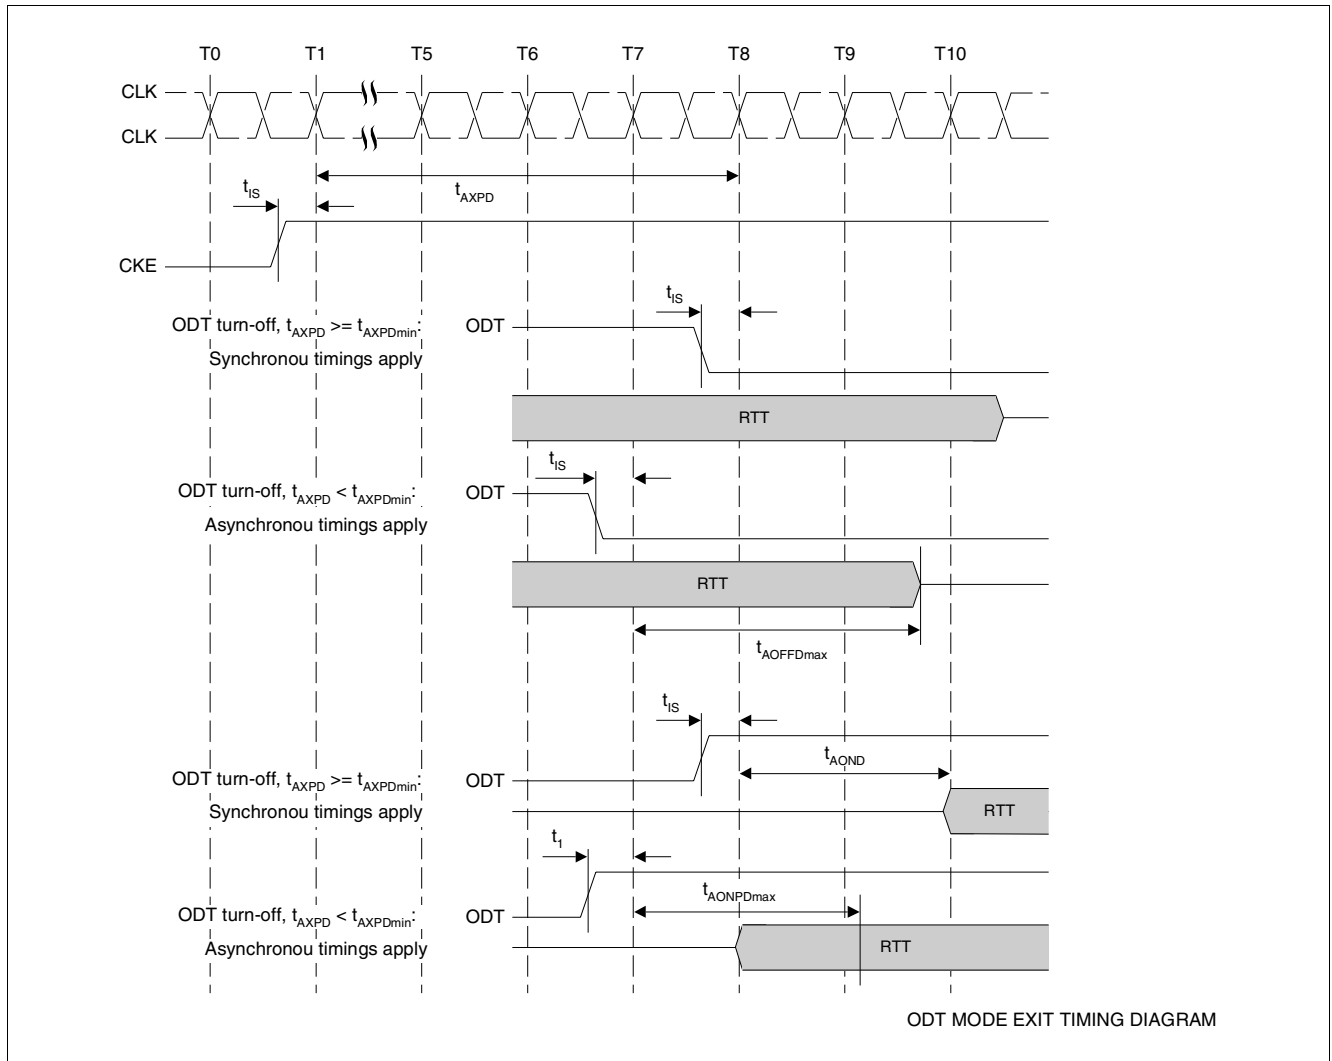 T0 T1 T5 T6 T7 T8 T9 T10
CLK
CLK
tIS
tAXPD
CKE
tIS
ODT turn-off, tAXPD >= tAXPDmin:
ODT
Synchronou timings apply
RTT
tIS
ODT turn-off, tAXPD < tAXPDmin:
ODT
Asynchronou timings apply
RTT
tAOFFDmax
tIS
tAOND
ODT turn-off, tAXPD >= tAXPDmin:
ODT
Synchronou timings apply
RTT
t1
tAONPDmax
ODT turn-off, tAXPD < tAXPDmin:
ODT
Asynchronou timings apply
RTT
ODT MODE EXIT TIMING DIAGRAM